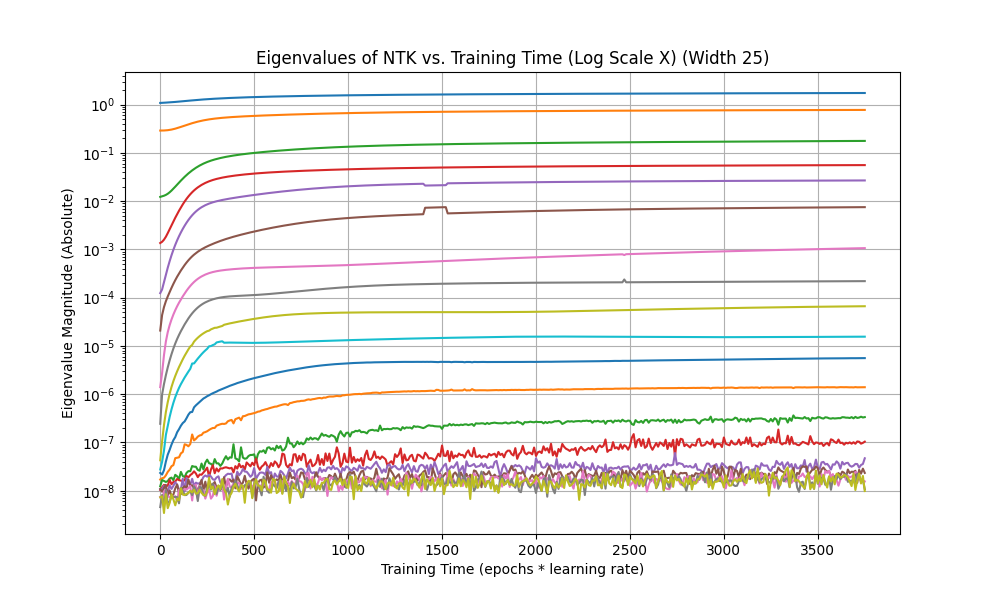 Eigenvalues of NTK vs. Training Time (Log Scale X) (Width 25)
Eigenvalue Magnitude (Absolute)
10⁰
10⁻¹
10⁻²
10⁻³
10⁻⁴
10⁻⁵
10⁻⁶
10⁻⁷
10⁻⁸
0 500 1000 1500 2000 2500 3000 3500
Training Time (epochs * learning rate)